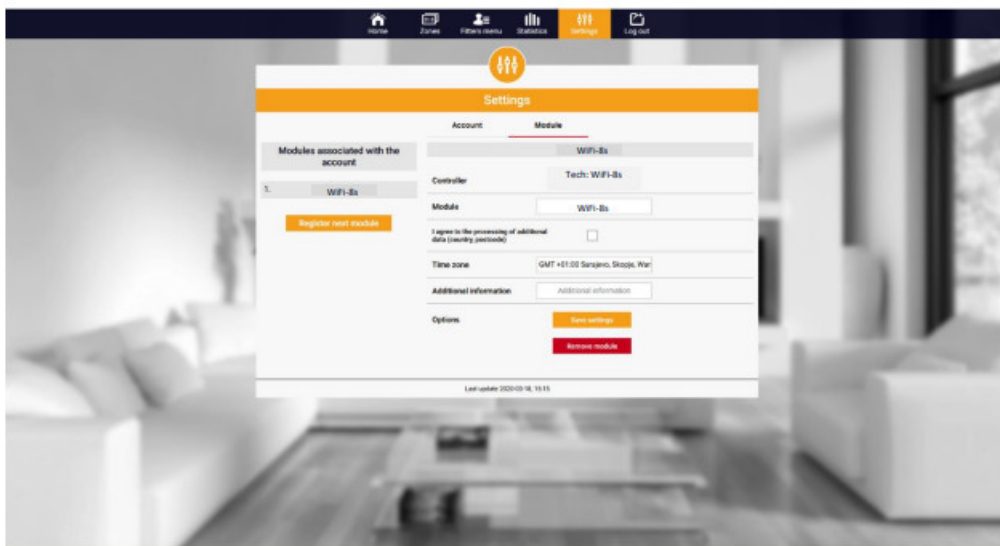 Home
Zones
Fitters menu
Statistics
Settings
Log out
Settings
Account
Module
Modules associated with the
account
1.
WiFi-8s
Register next module
WiFi-8s
Controller
Tech: WiFi-8s
Module
WiFi-8s
I agree to the processing of additional
data (country, postcode)
Time zone
GMT +01:00 Sarajevo, Skopje, War
Additional information
Additional information
Options
Save settings
Remove module
Last update 2020-03-18, 15:15